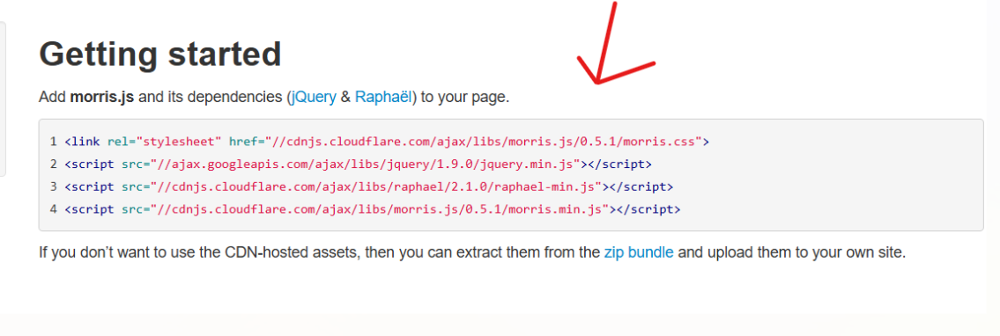 Getting started
Add morris.js and its dependencies (jQuery & Raphaël) to your page.
1 <link rel="stylesheet" href="//cdnjs.cloudflare.com/ajax/libs/morris.js/0.5.1/morris.css">
2 <script src="//ajax.googleapis.com/ajax/libs/jquery/1.9.0/jquery.min.js"></script>
3 <script src="//cdnjs.cloudflare.com/ajax/libs/raphael/2.1.0/raphael-min.js"></script>
4 <script src="//cdnjs.cloudflare.com/ajax/libs/morris.js/0.5.1/morris.min.js"></script>
If you don’t want to use the CDN-hosted assets, then you can extract them from the zip bundle and upload them to your own site.